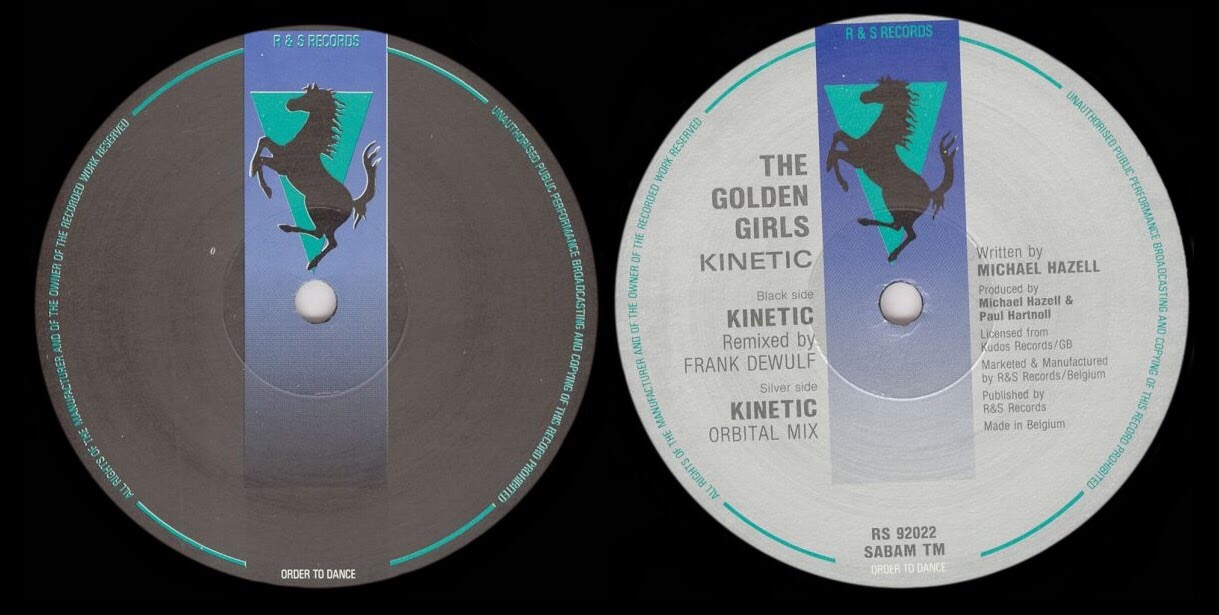 R & S RECORDS
ALL RIGHTS OF THE MANUFACTURER AND OF THE OWNER OF THE RECORDED WORK RESERVED
UNAUTHORISED PUBLIC PERFORMANCE BROADCASTING AND COPYING OF THIS RECORD PROHIBITED
ORDER TO DANCE
R & S RECORDS
ALL RIGHTS OF THE MANUFACTURER AND OF THE OWNER OF THE RECORDED WORK RESERVED
UNAUTHORISED PUBLIC PERFORMANCE BROADCASTING AND COPYING OF THIS RECORD PROHIBITED
THE
GOLDEN
GIRLS
KINETIC
Black side
KINETIC
Remixed by
FRANK DEWULF
Silver side
KINETIC
ORBITAL MIX
Written by
MICHAEL HAZELL
Produced by
Michael Hazell &
Paul Hartnoll
Licensed from
Kudos Records/GB
Marketed & Manufactured
by R&S Records/Belgium
Published by
R&S Records
Made in Belgium
RS 92022
SABAM TM
ORDER TO DANCE